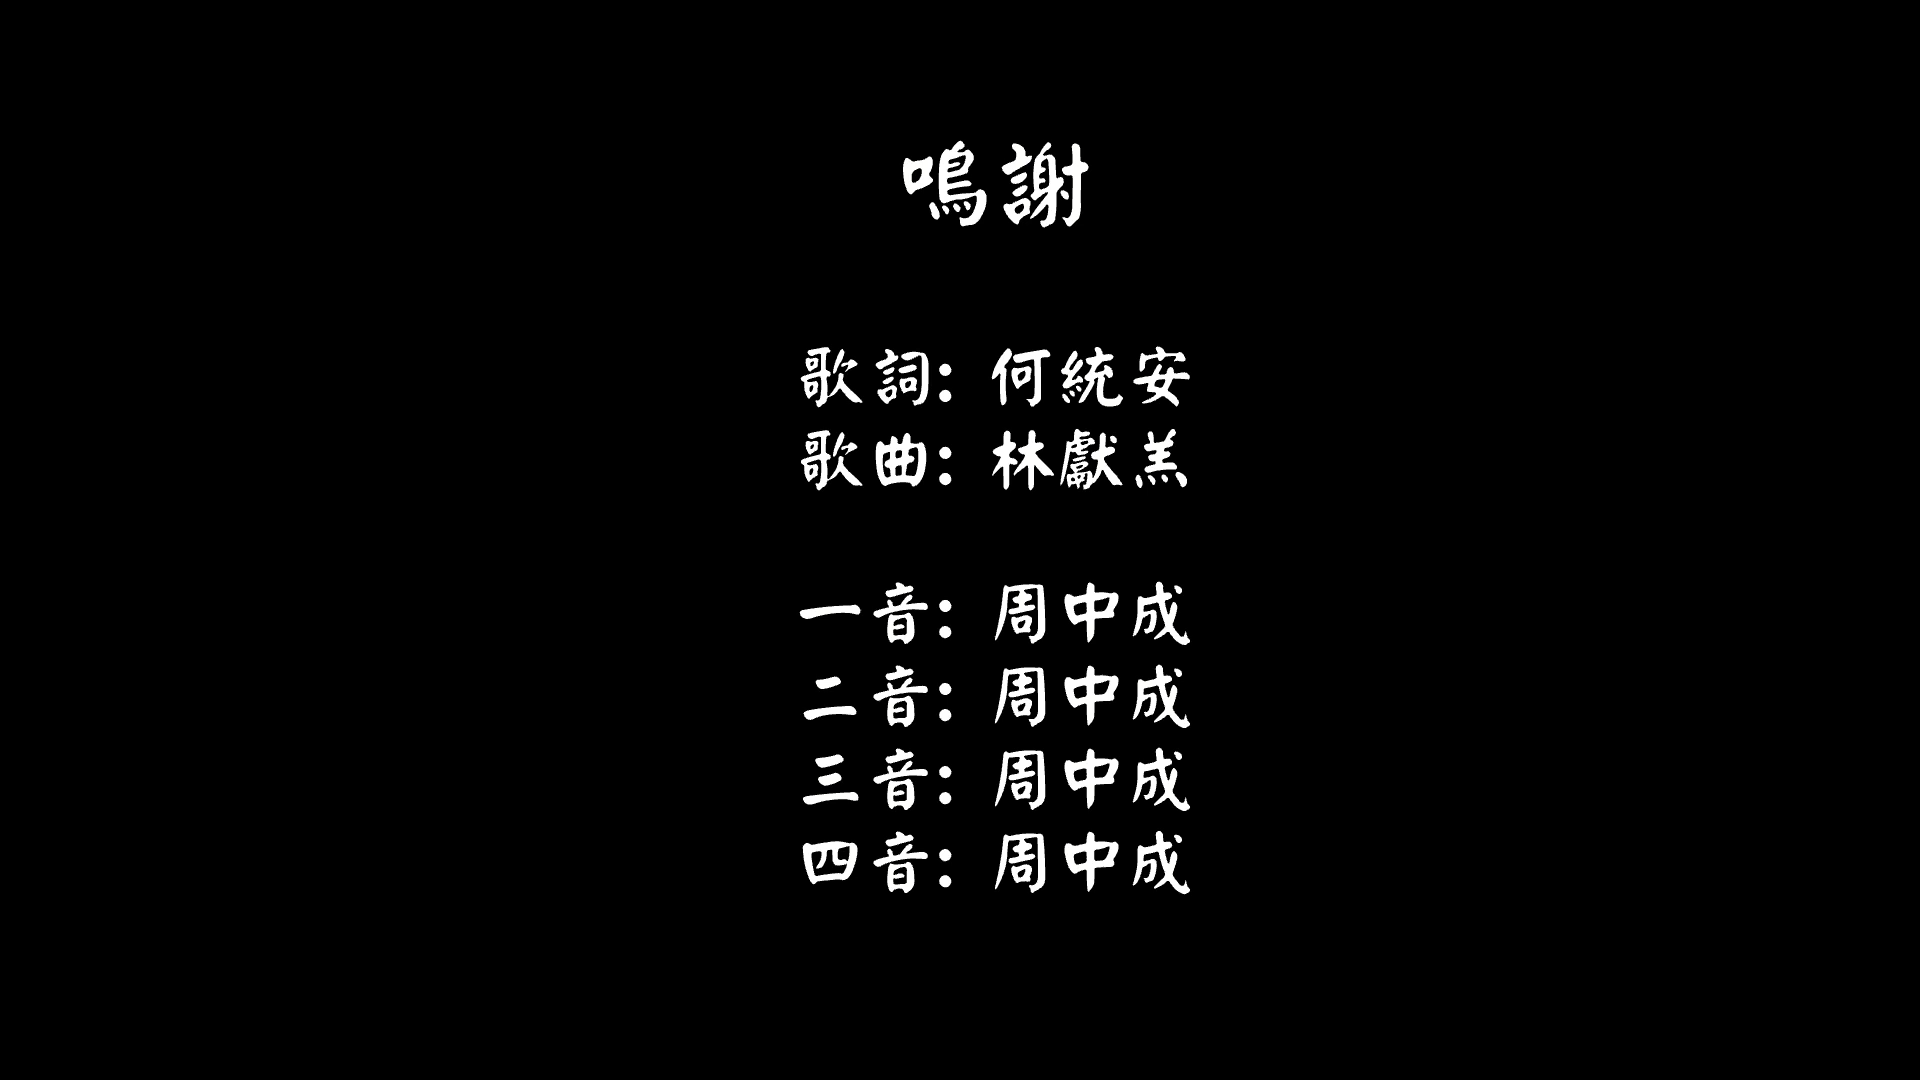 鳴謝
歌詞: 何統安
歌曲: 林獻羔
一音: 周中成
二音: 周中成
三音: 周中成
四音: 周中成